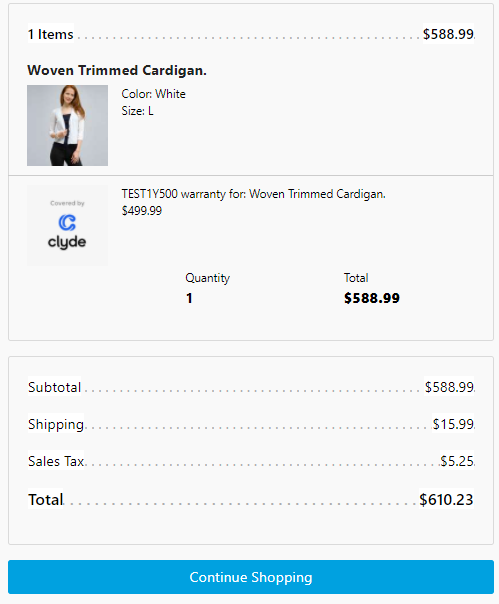 1 Items $588.99
Woven Trimmed Cardigan.
Color: White
Size: L
TEST1Y500 warranty for: Woven Trimmed Cardigan.
$499.99
Covered by
clyde
Quantity Total
1 $588.99
Subtotal $588.99
Shipping $15.99
Sales Tax $5.25
Total $610.23
Continue Shopping